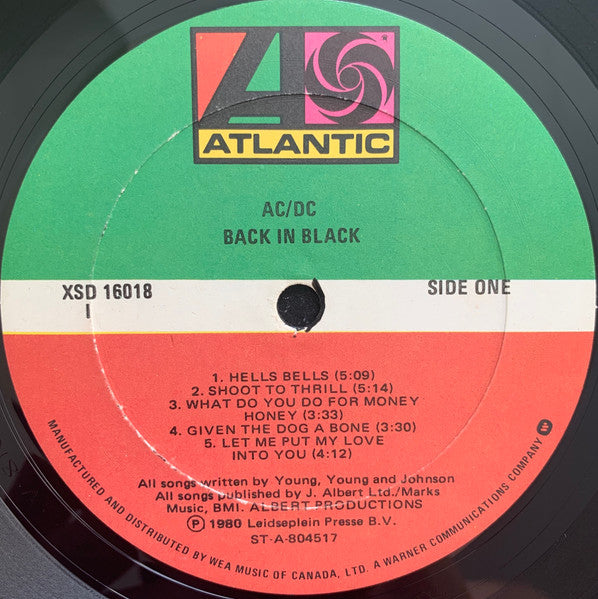 ATLANTIC
AC/DC
BACK IN BLACK
XSD 16018
I
SIDE ONE
1. HELLS BELLS (5:09)
2. SHOOT TO THRILL (5:14)
3. WHAT DO YOU DO FOR MONEY
HONEY (3:33)
4. GIVEN THE DOG A BONE (3:30)
5. LET ME PUT MY LOVE
INTO YOU (4:12)
All songs written by Young, Young and Johnson
All songs published by J. Albert Ltd./Marks
Music, BMI. ALBERT PRODUCTIONS
Ⓟ 1980 Leidseplein Presse B.V.
ST-A-804517
MANUFACTURED AND DISTRIBUTED BY WEA MUSIC OF CANADA, LTD. A WARNER COMMUNICATIONS COMPANY